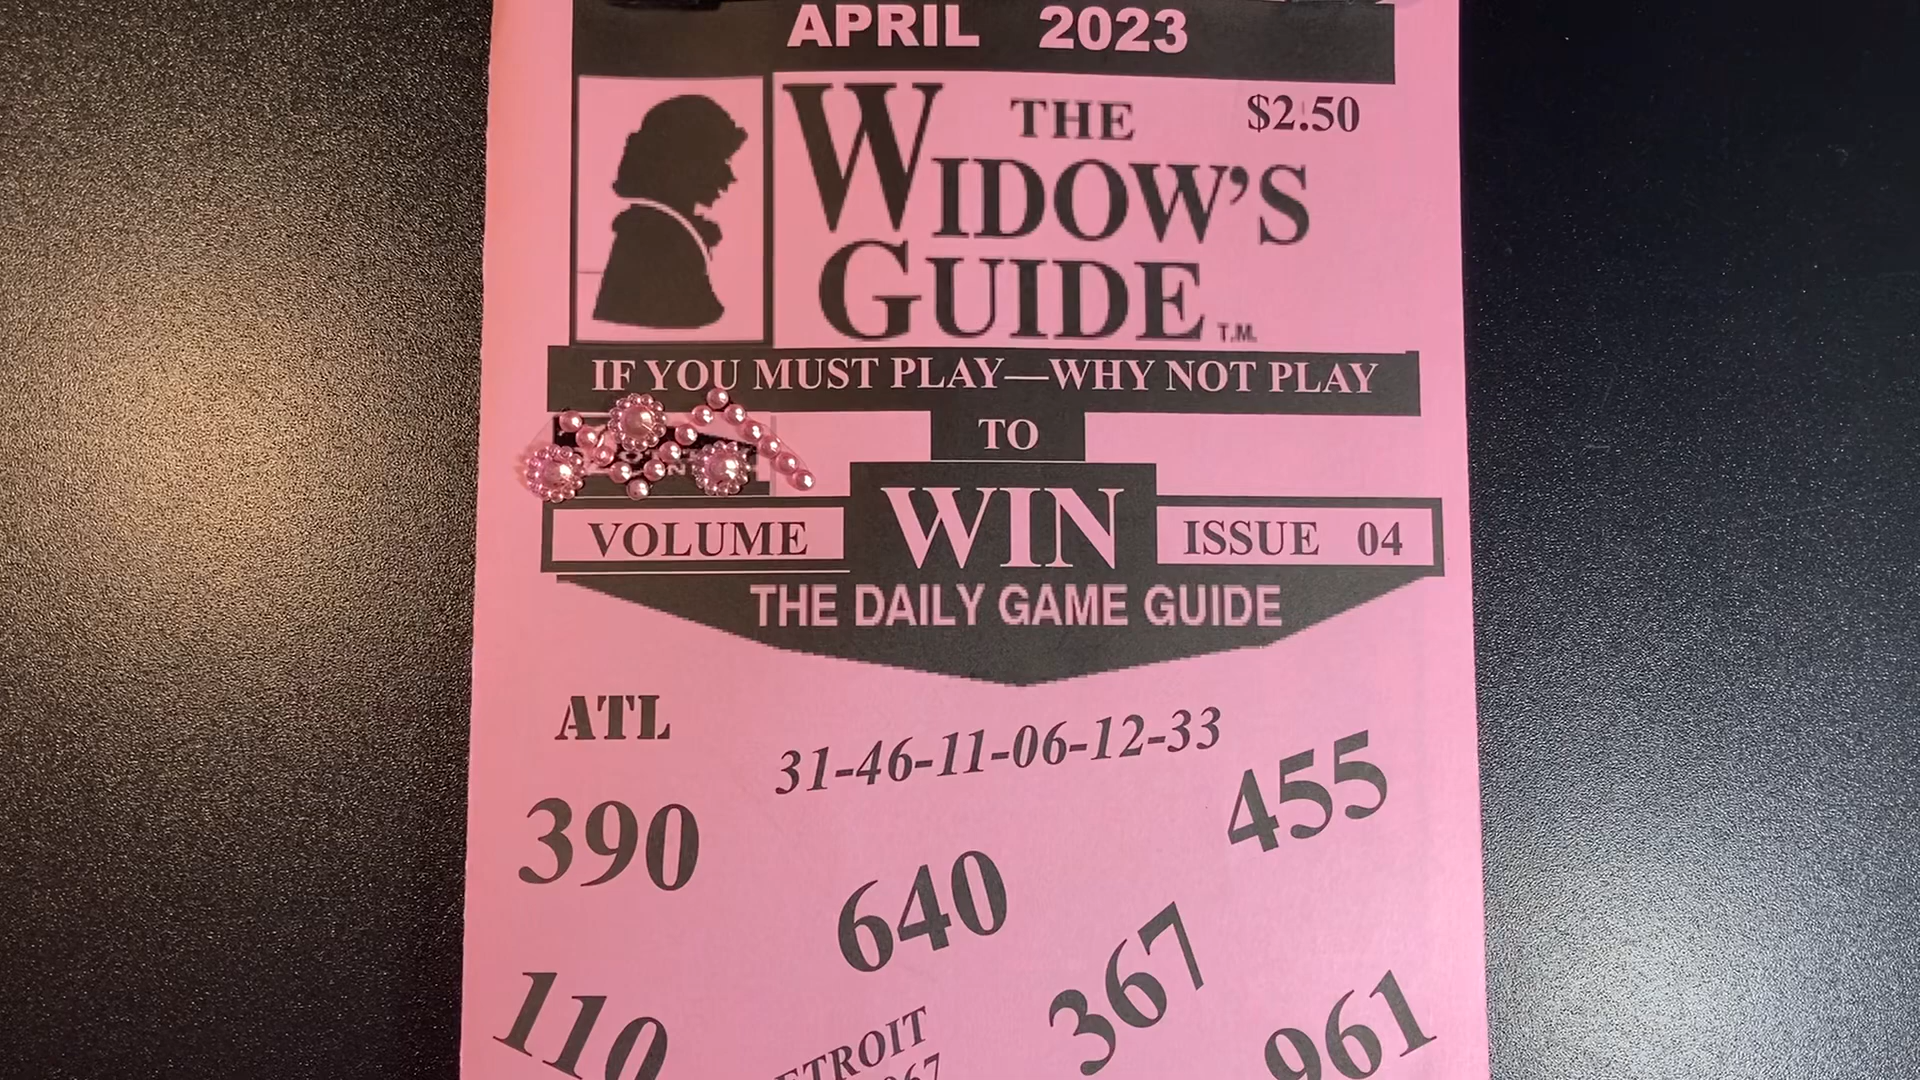 APRIL 2023
THE
$2.50
WIDOW'S
GUIDE T.M.
IF YOU MUST PLAY—WHY NOT PLAY
TO
WIN
VOLUME
ISSUE 04
THE DAILY GAME GUIDE
ATL
31-46-11-06-12-33
390
455
640
367
110
961